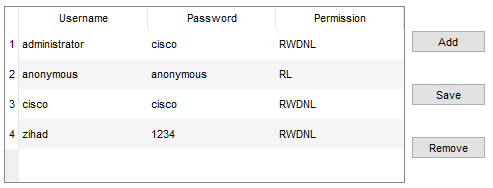 Username Password Permission
1 administrator cisco RWDNL
Add
2 anonymous anonymous RL
3 cisco cisco RWDNL
Save
4 zihad 1234 RWDNL
Remove